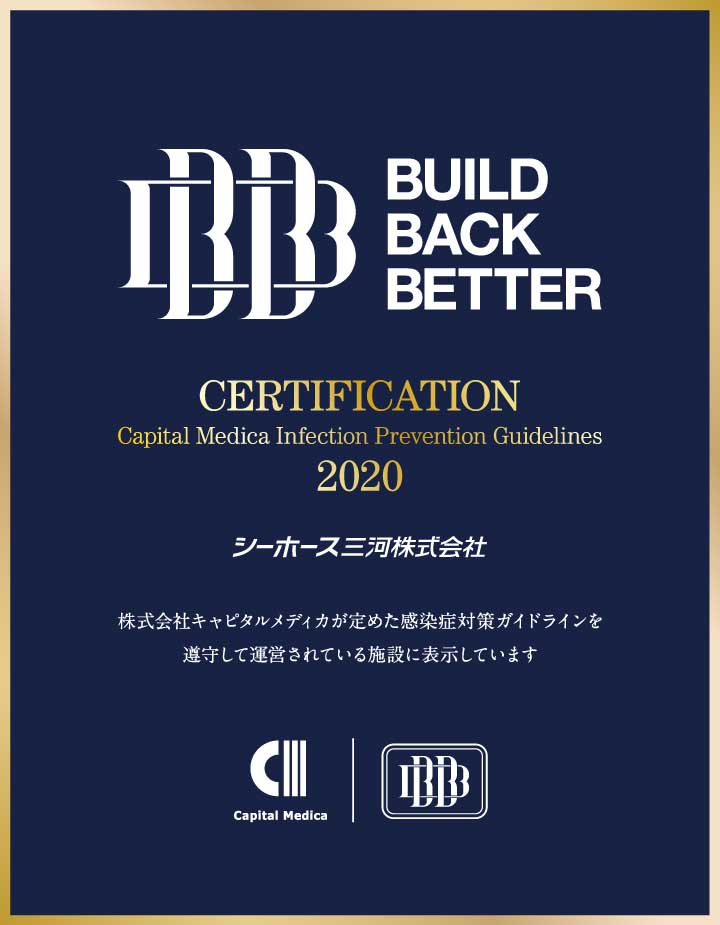 BBB
BUILD
BACK
BETTER
CERTIFICATION
Capital Medica Infection Prevention Guidelines
2020
シーホース三河株式会社
株式会社キャピタルメディカが定めた感染症対策ガイドラインを
遵守して運営されている施設に表示しています
Capital Medica
BBB